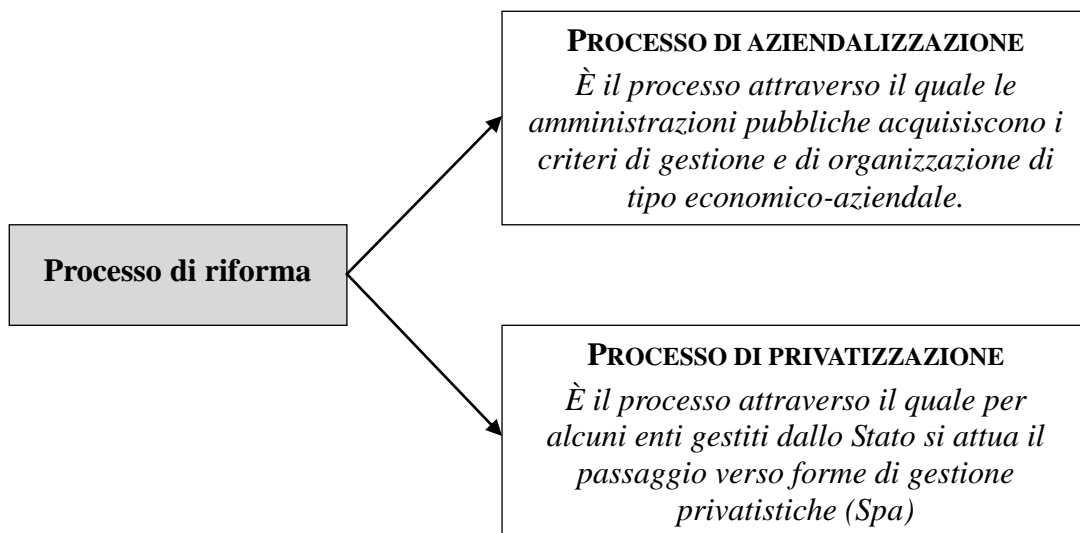 PROCESSO DI AZIENDALIZZAZIONE
È il processo attraverso il quale le
amministrazioni pubbliche acquisiscono i
criteri di gestione e di organizzazione di
tipo economico-aziendale.
Processo di riforma
PROCESSO DI PRIVATIZZAZIONE
È il processo attraverso il quale per
alcuni enti gestiti dallo Stato si attua il
passaggio verso forme di gestione
privatistiche (Spa)